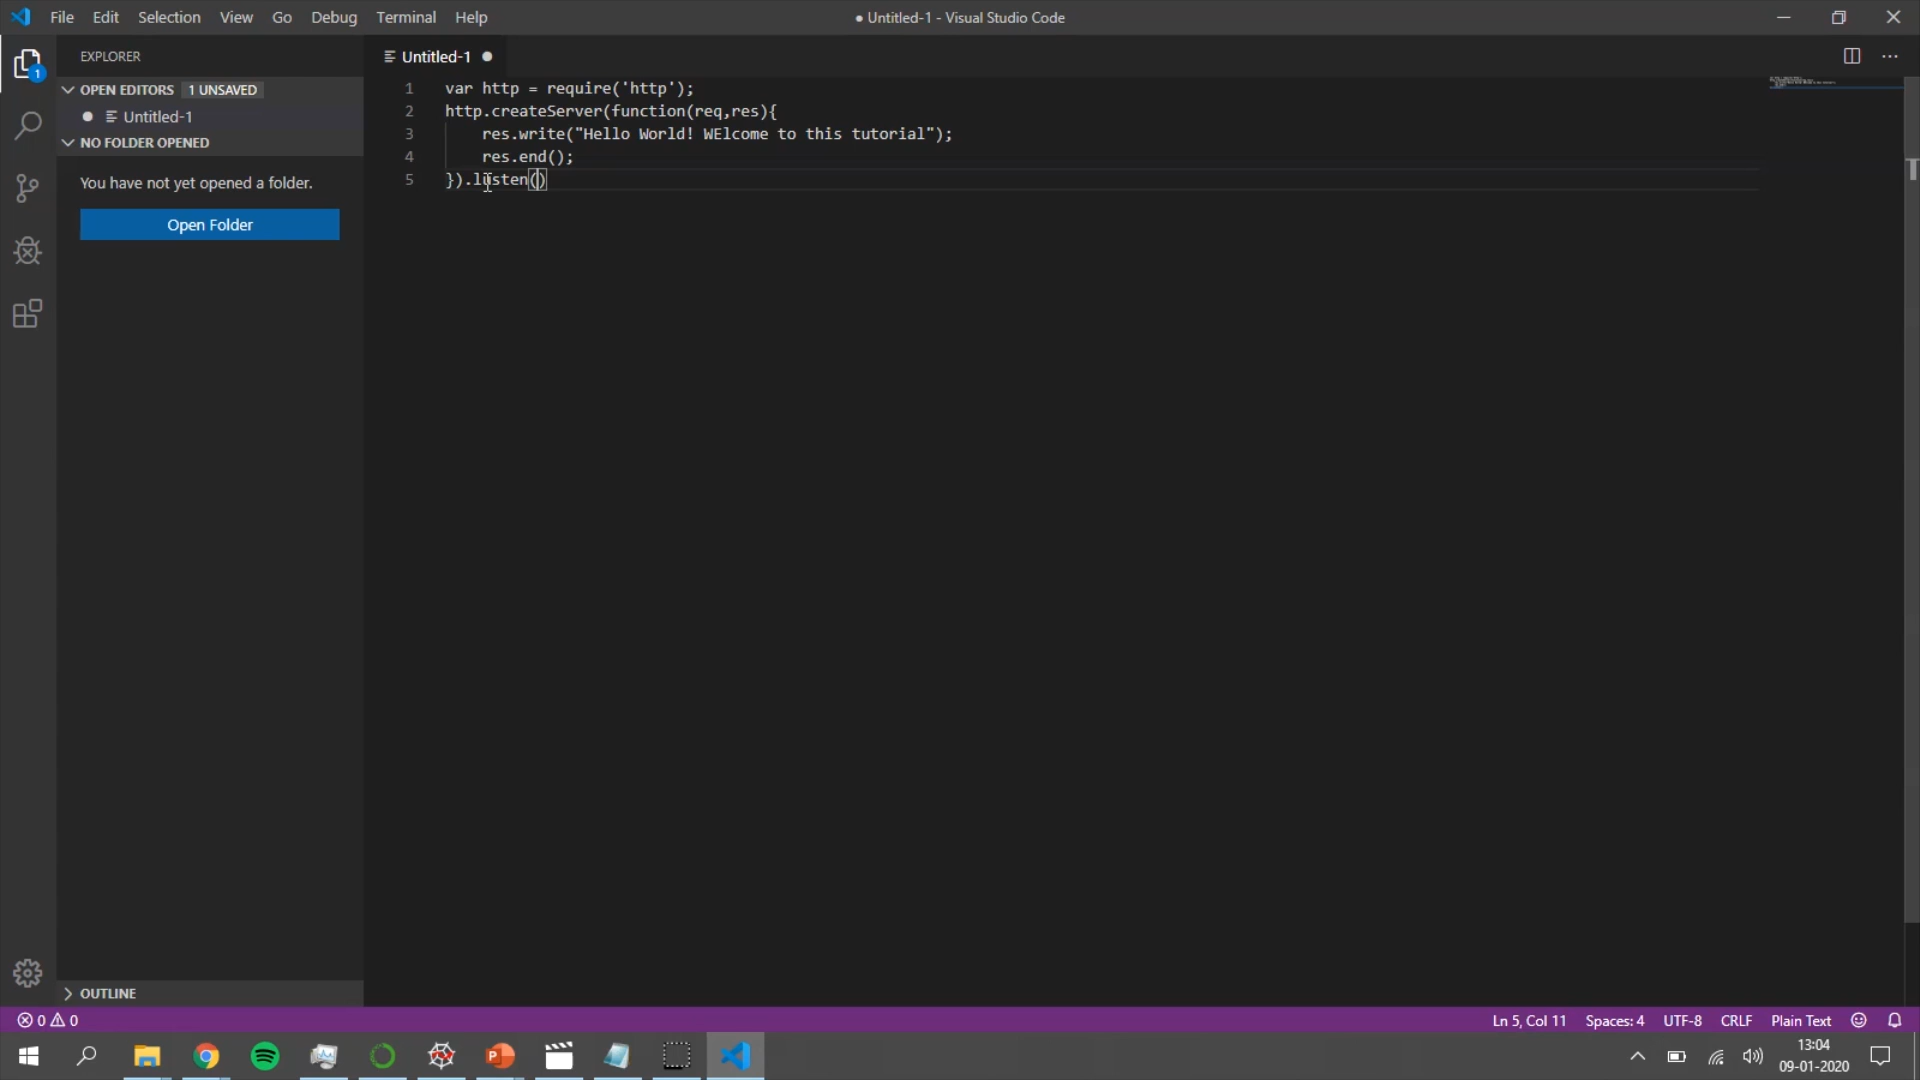 File Edit Selection View Go Debug Terminal Help
● Untitled-1 - Visual Studio Code
EXPLORER
1
OPEN EDITORS 1 UNSAVED
Untitled-1
NO FOLDER OPENED
You have not yet opened a folder.
Open Folder
OUTLINE
Untitled-1
1 var http = require('http');
2 http.createServer(function(req,res){
3 res.write("Hello World! WElcome to this tutorial");
4 res.end();
5 }).lusten()
0 0
Ln 5, Col 11 Spaces: 4 UTF-8 CRLF Plain Text
13:04
09-01-2020